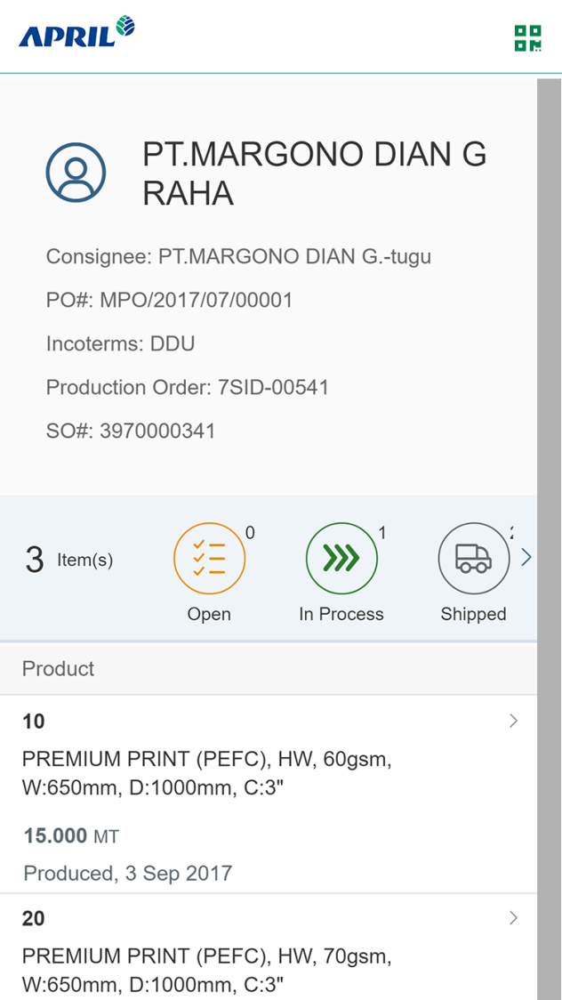 APRIL
PT.MARGONO DIAN G
RAHA
Consignee: PT.MARGONO DIAN G.-tugu
PO#: MPO/2017/07/00001
Incoterms: DDU
Production Order: 7SID-00541
SO#: 3970000341
3 Item(s)
0
1
Open
In Process
Shipped
Product
10
PREMIUM PRINT (PEFC), HW, 60gsm,
W:650mm, D:1000mm, C:3"
15.000 MT
Produced, 3 Sep 2017
20
PREMIUM PRINT (PEFC), HW, 70gsm,
W:650mm, D:1000mm, C:3"